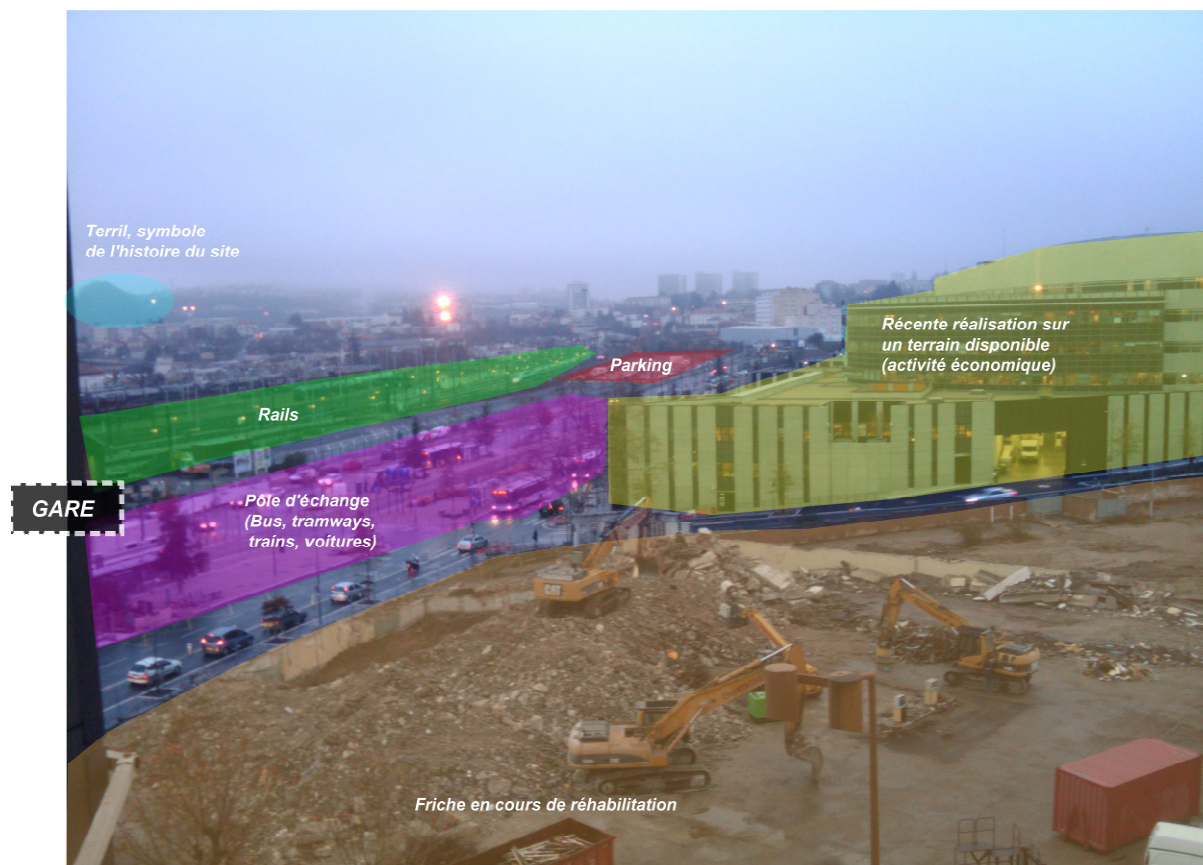 Terril, symbole
de l'histoire du site
Récente réalisation sur
un terrain disponible
(activité économique)
Parking
Rails
GARE
Pôle d'échange
(Bus, tramways,
trains, voitures)
CAT
Friche en cours de réhabilitation